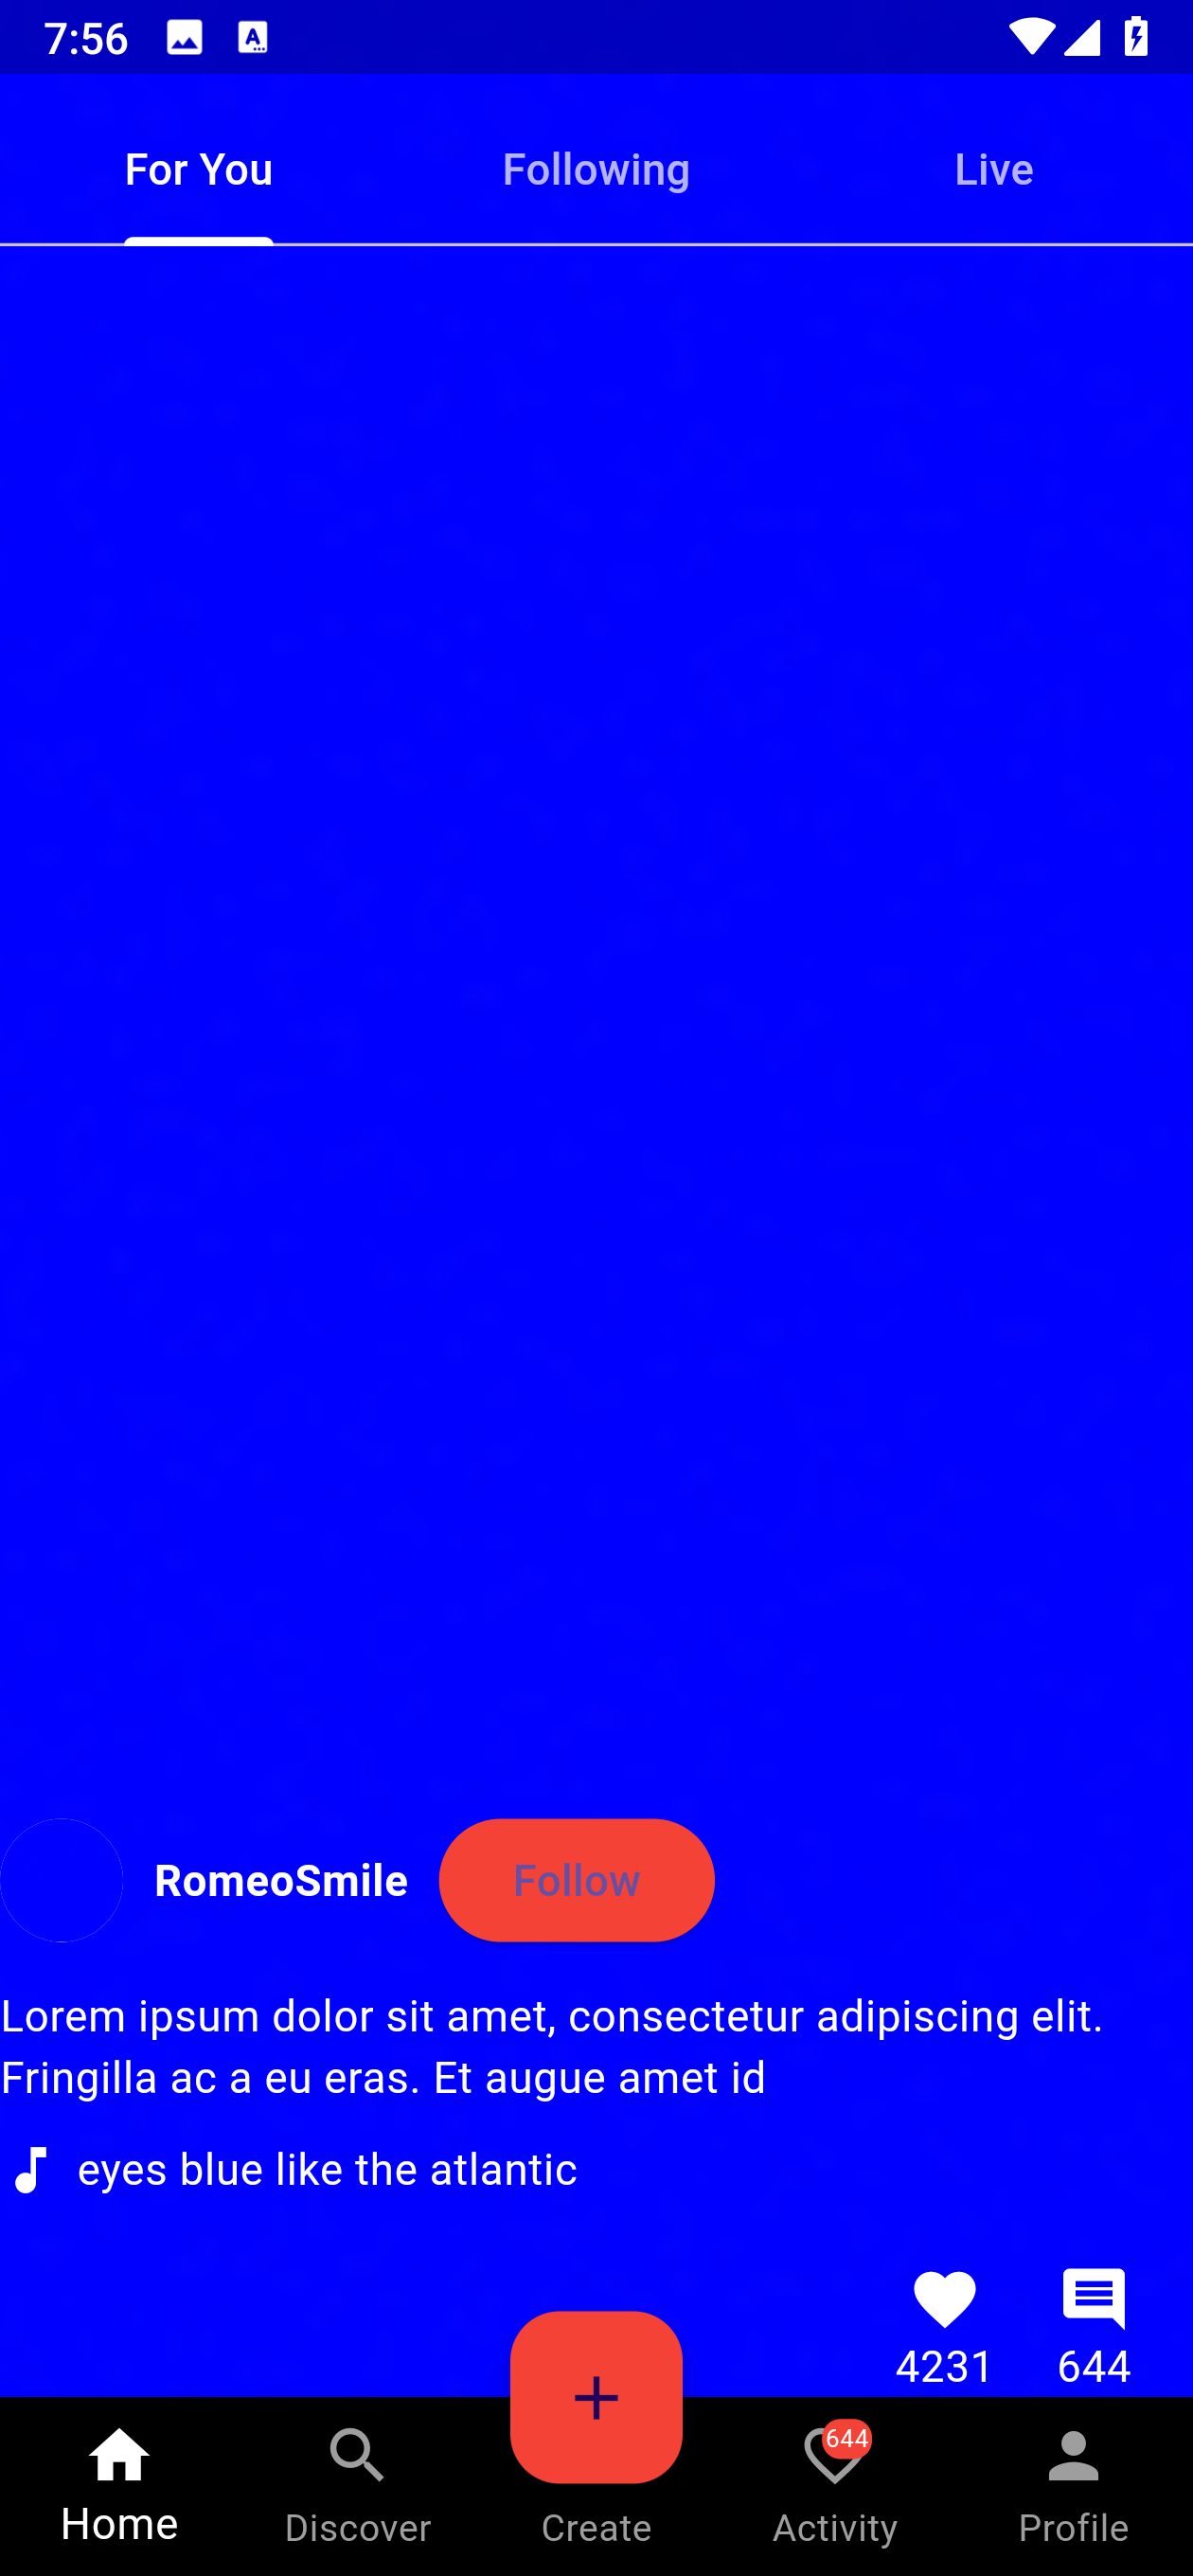 7:56
For You Following Live
RomeoSmile Follow
Lorem ipsum dolor sit amet, consectetur adipiscing elit.
Fringilla ac a eu eras. Et augue amet id
eyes blue like the atlantic
4231 644
644
Home Discover Create Activity Profile